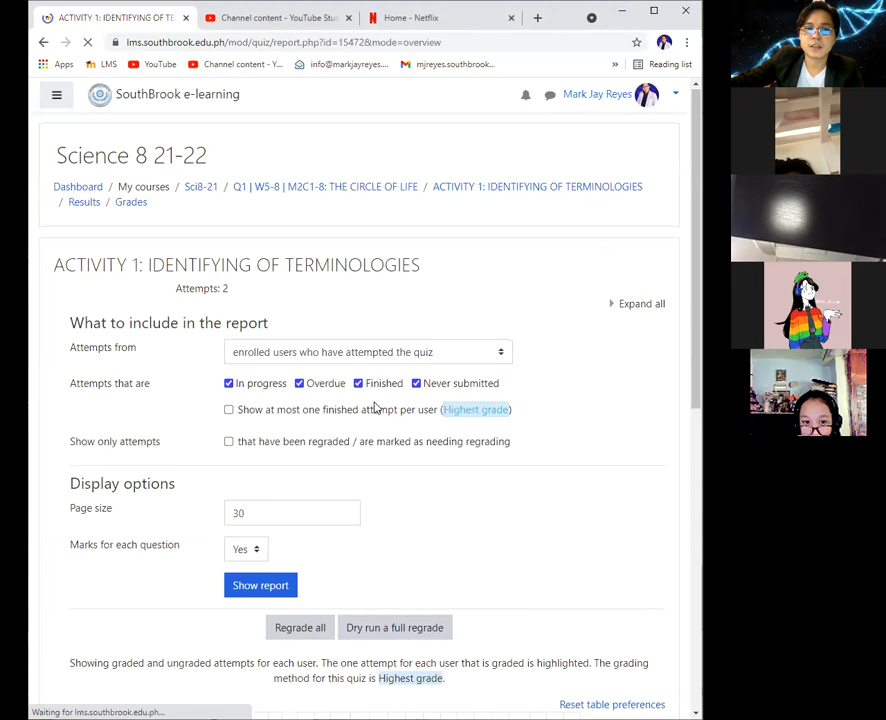 ACTIVITY 1: IDENTIFYING OF TE
Channel content - YouTube Stu
Home - Netflix
lms.southbrook.edu.ph/mod/quiz/report.php?id=15472&mode=overview
Apps
LMS
YouTube
Channel content - Y...
info@markjayreyes....
mjreyes.southbrook...
»
Reading list
SouthBrook e-learning
Mark Jay Reyes
Science 8 21-22
Dashboard / My courses / Sci8-21 / Q1 | W5-8 | M2C1-8: THE CIRCLE OF LIFE / ACTIVITY 1: IDENTIFYING OF TERMINOLOGIES
/ Results / Grades
ACTIVITY 1: IDENTIFYING OF TERMINOLOGIES
Attempts: 2
Expand all
What to include in the report
Attempts from
enrolled users who have attempted the quiz
Attempts that are
In progress
Overdue
Finished
Never submitted
Show at most one finished attempt per user (Highest grade)
Show only attempts
that have been regraded / are marked as needing regrading
Display options
Page size
30
Marks for each question
Yes
Show report
Regrade all
Dry run a full regrade
Showing graded and ungraded attempts for each user. The one attempt for each user that is graded is highlighted. The grading
method for this quiz is Highest grade.
Reset table preferences
Waiting for lms.southbrook.edu.ph...